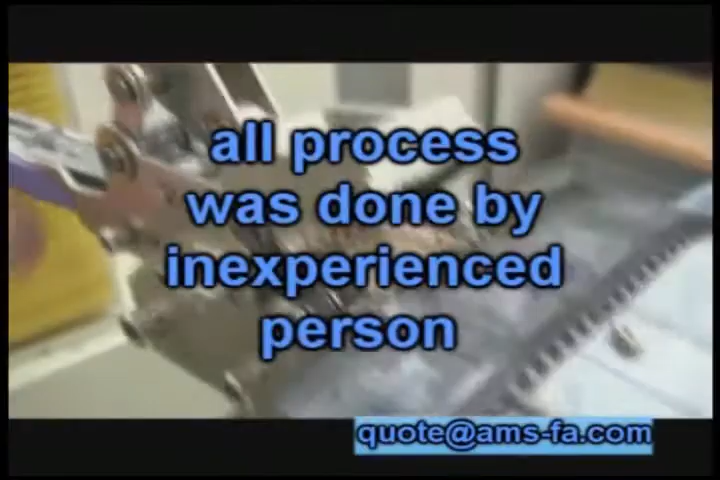 all process
was done by
inexperienced
person
quote@ams-fa.com